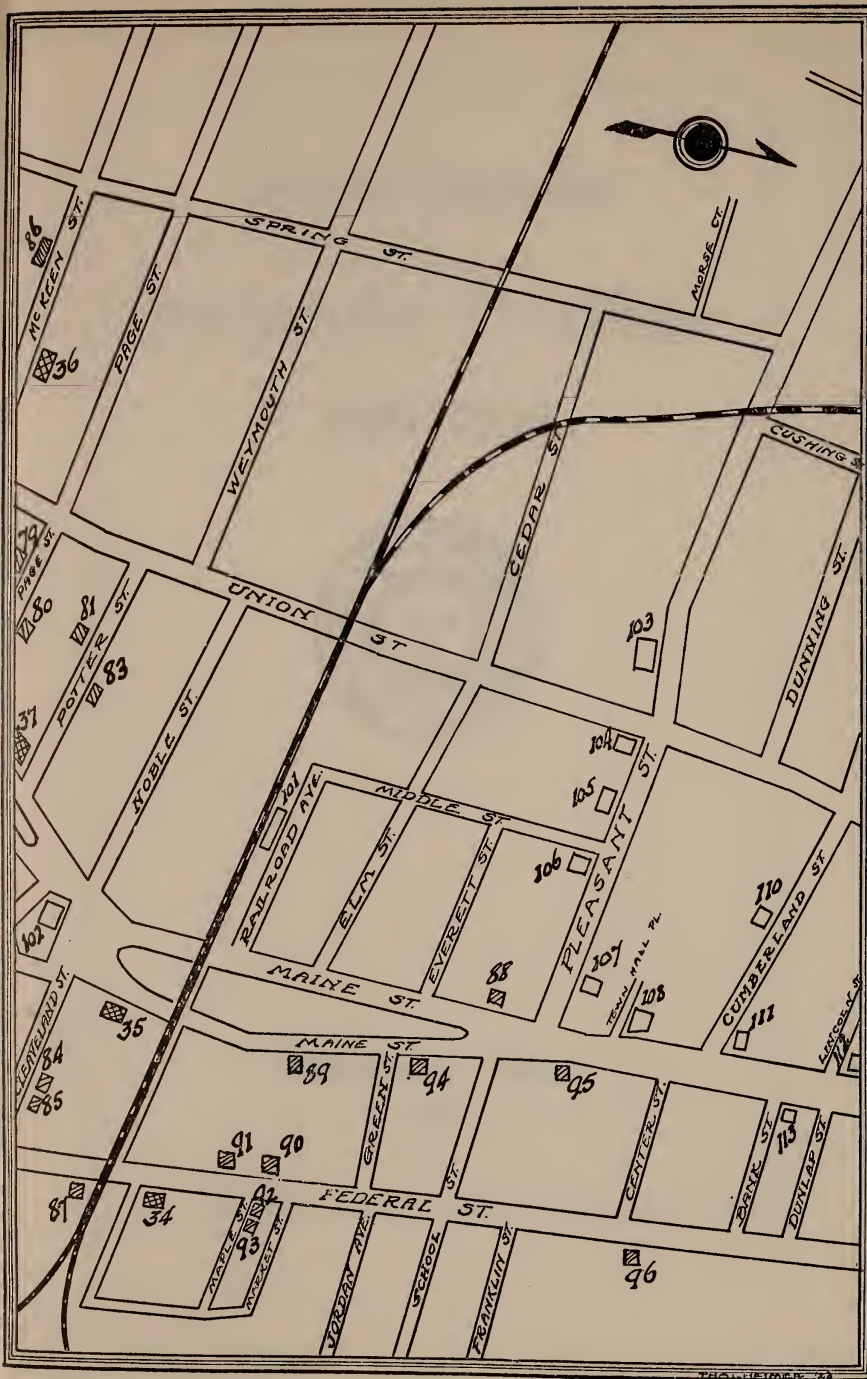 SPRING ST.
MORSE CT.
86
McKEEN ST.
36
PAGE ST.
WEYMOUTH ST.
CEDAR ST.
CUSHING ST.
DUNNING ST.
79
PAGE ST.
80
81
POTTER ST.
83
37
NOBLE ST.
UNION ST
103
104
105
PLEASANT ST.
101
RAILROAD AVE.
MIDDLE ST.
ELM ST.
EVERETT ST.
106
88
107
TOWN HALL PL.
108
110
CUMBERLAND ST.
111
LINCOLN ST.
102
MAINE ST.
MAINE ST.
CLEAVELAND ST.
35
84
85
89
GREEN ST.
94
95
CENTER ST.
BANK ST.
113
DUNLAP ST.
91
90
87
34
FEDERAL ST.
MAPLE ST.
92
93
MARKET ST.
JORDAN AVE.
SCHOOL ST.
FRANKLIN ST.
96